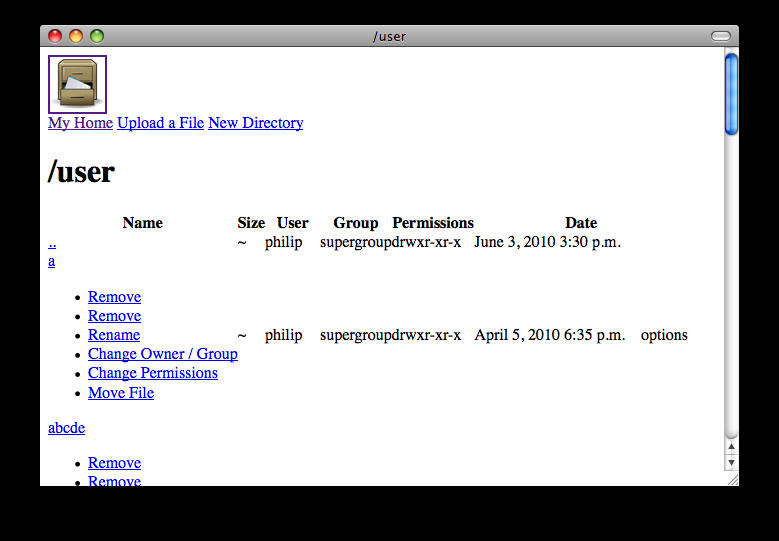 /user
My Home Upload a File New Directory
/user
Name Size User Group Permissions Date
.. ~ philip supergroup drwxr-xr-x June 3, 2010 3:30 p.m.
a
Remove
Remove
Rename ~ philip supergroup drwxr-xr-x April 5, 2010 6:35 p.m. options
Change Owner / Group
Change Permissions
Move File
abcde
Remove
Remove